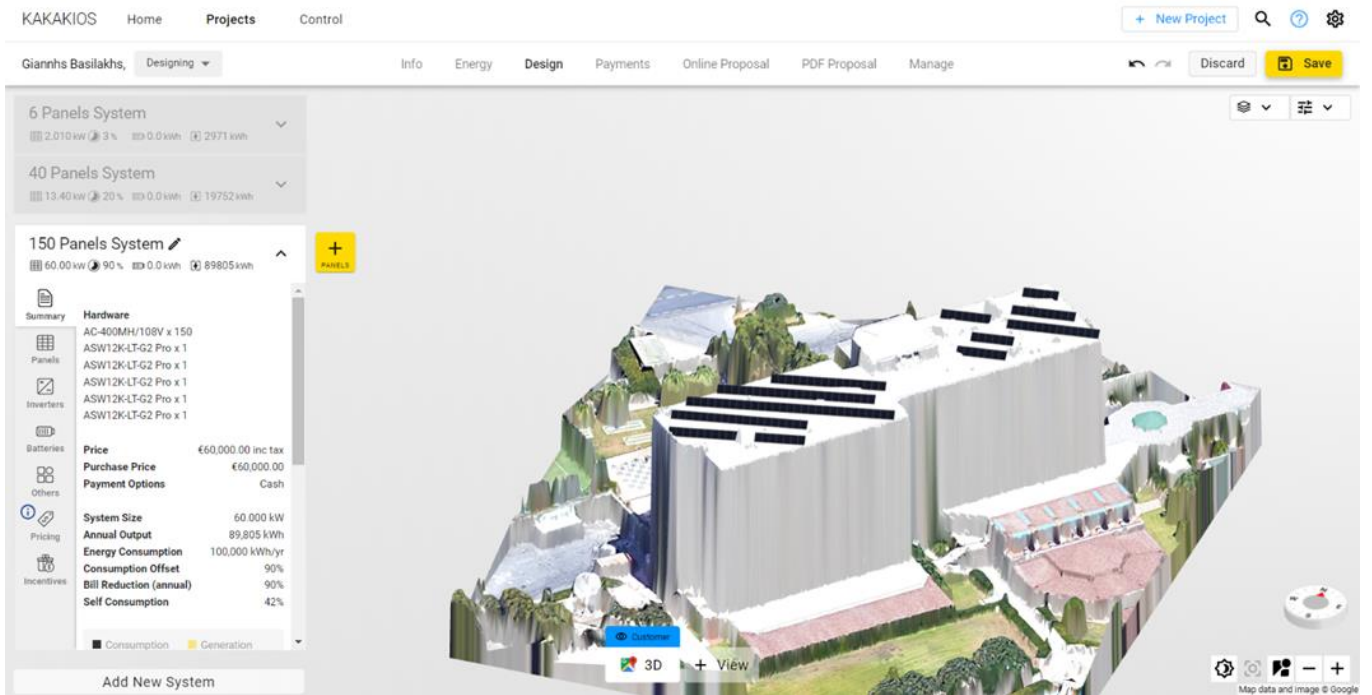 KAKAKIOS Home Projects Control + New Project
Giannhs Basilakhs, Designing Info Energy Design Payments Online Proposal PDF Proposal Manage Discard Save
6 Panels System
2.010 kW 3 % 0.0 kWh 2971 kWh
40 Panels System
13.40 kW 20 % 0.0 kWh 19752 kWh
150 Panels System
60.00 kW 90 % 0.0 kWh 89805 kWh
+
PANELS
Summary
Panels
Inverters
Batteries
Others
Pricing
Incentives
Hardware
AC-400MH/108V x 150
ASW12K-LT-G2 Pro x 1
ASW12K-LT-G2 Pro x 1
ASW12K-LT-G2 Pro x 1
ASW12K-LT-G2 Pro x 1
ASW12K-LT-G2 Pro x 1
Price €60,000.00 inc tax
Purchase Price €60,000.00
Payment Options Cash
System Size 60.000 kW
Annual Output 89,805 kWh
Energy Consumption 100,000 kWh/yr
Consumption Offset 90%
Bill Reduction (annual) 90%
Self Consumption 42%
Consumption Generation
Add New System
Customer
3D + View
Map data and image © Google